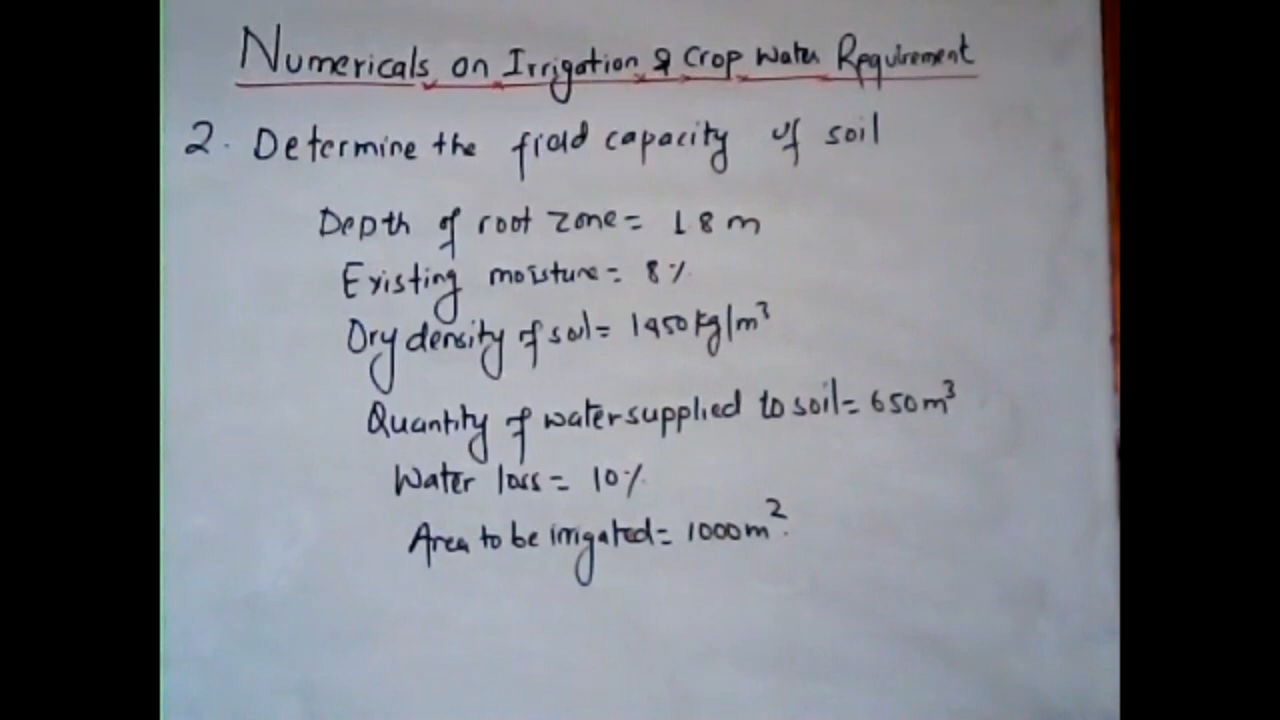 Numericals on Irrigation & Crop Water Requirement
2. Determine the field capacity of soil
Depth of root zone = 1.8 m
Existing moisture = 8%
Dry density of soil = 1450 kg/m³
Quantity of water supplied to soil = 650 m³
Water loss = 10%
Area to be irrigated = 1000 m².